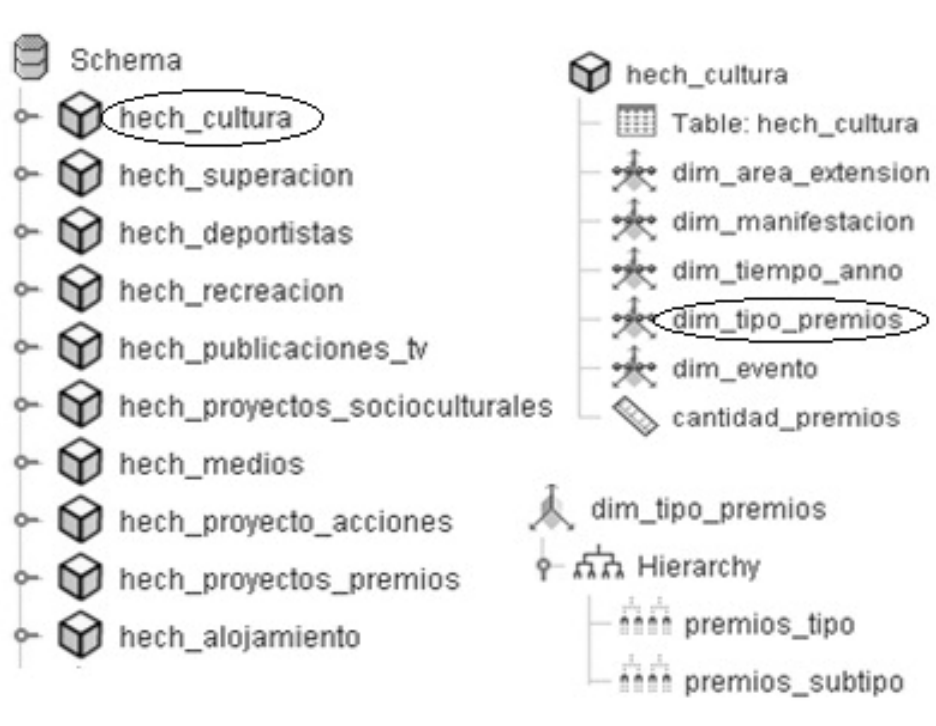 Schema
hech_cultura
hech_superacion
hech_deportistas
hech_recreacion
hech_publicaciones_tv
hech_proyectos_socioculturales
hech_medios
hech_proyecto_acciones
hech_proyectos_premios
hech_alojamiento
hech_cultura
Table: hech_cultura
dim_area_extension
dim_manifestacion
dim_tiempo_anno
dim_tipo_premios
dim_evento
cantidad_premios
dim_tipo_premios
Hierarchy
premios_tipo
premios_subtipo